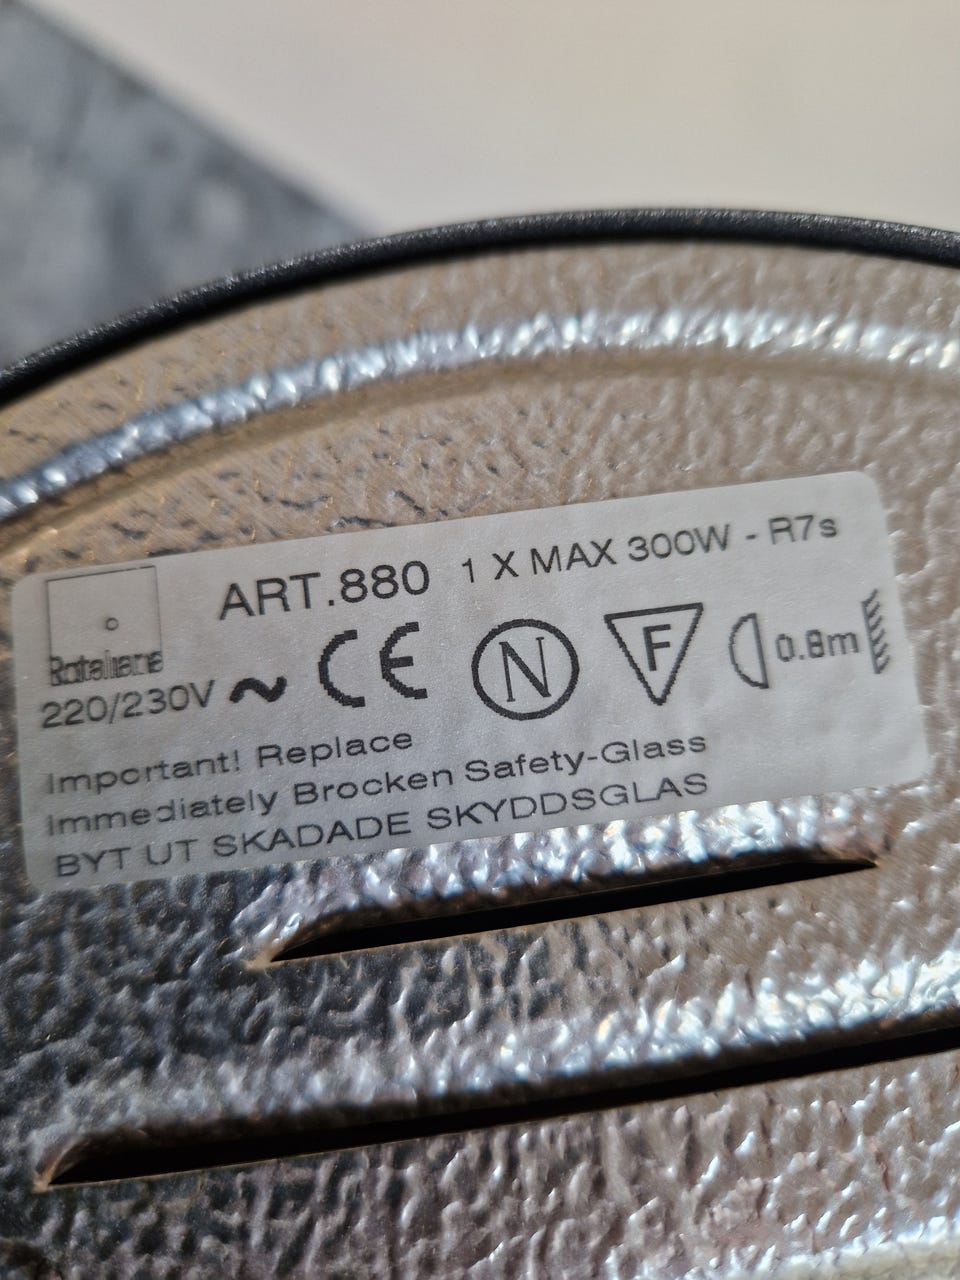 ART.880 1 X MAX 300W - R7s
Rotaliana
220/230V ~ CE N F 0.8m
Important! Replace
Immediately Brocken Safety-Glass
BYT UT SKADADE SKYDDSGLAS